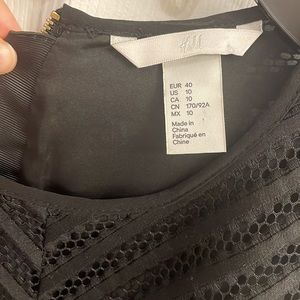 H&M
EUR 40
US 10
CA 10
CN 170/92A
MX 10
Made in
China
Fabriqué en
Chine